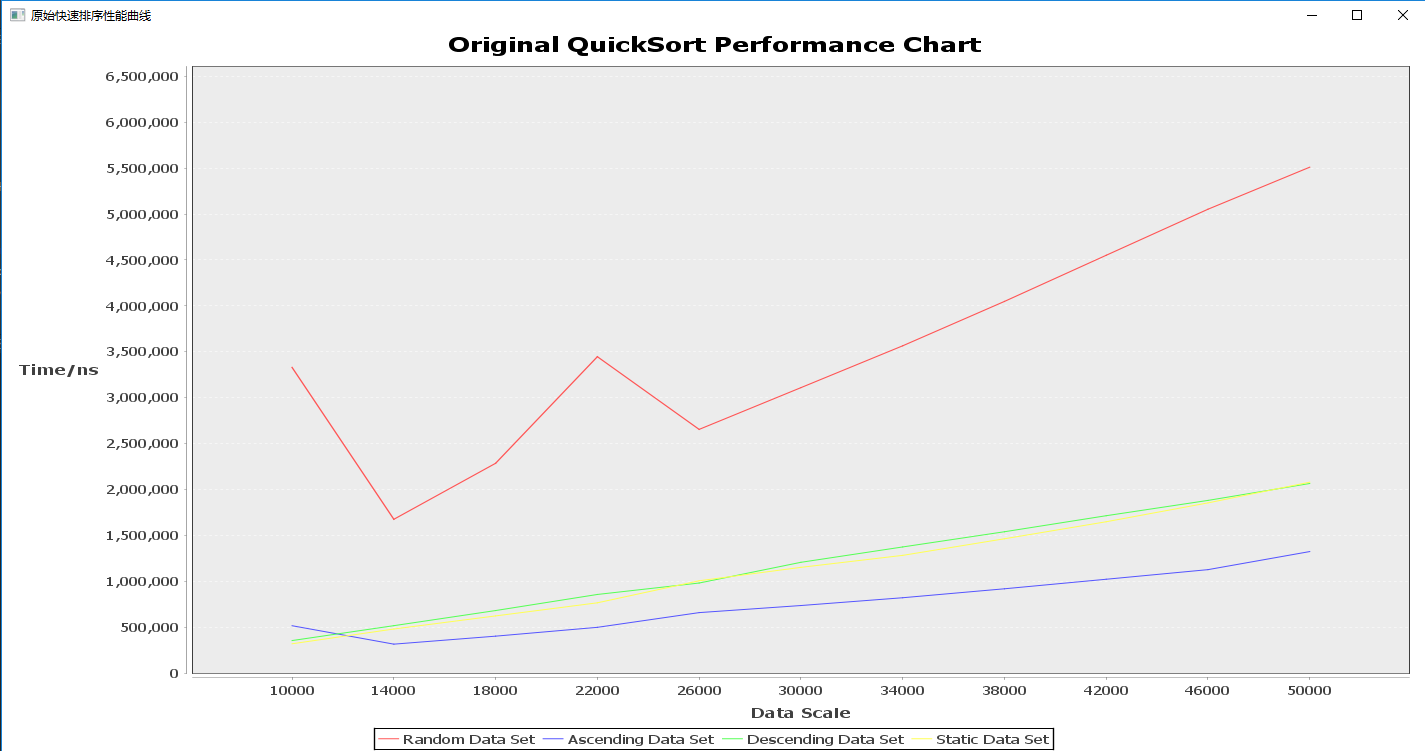 原始快速排序性能曲线
Original QuickSort Performance Chart
6,500,000
6,000,000
5,500,000
5,000,000
4,500,000
4,000,000
3,500,000
Time/ns
3,000,000
2,500,000
2,000,000
1,500,000
1,000,000
500,000
0
10000 14000 18000 22000 26000 30000 34000 38000 42000 46000 50000
Data Scale
Random Data Set Ascending Data Set Descending Data Set Static Data Set